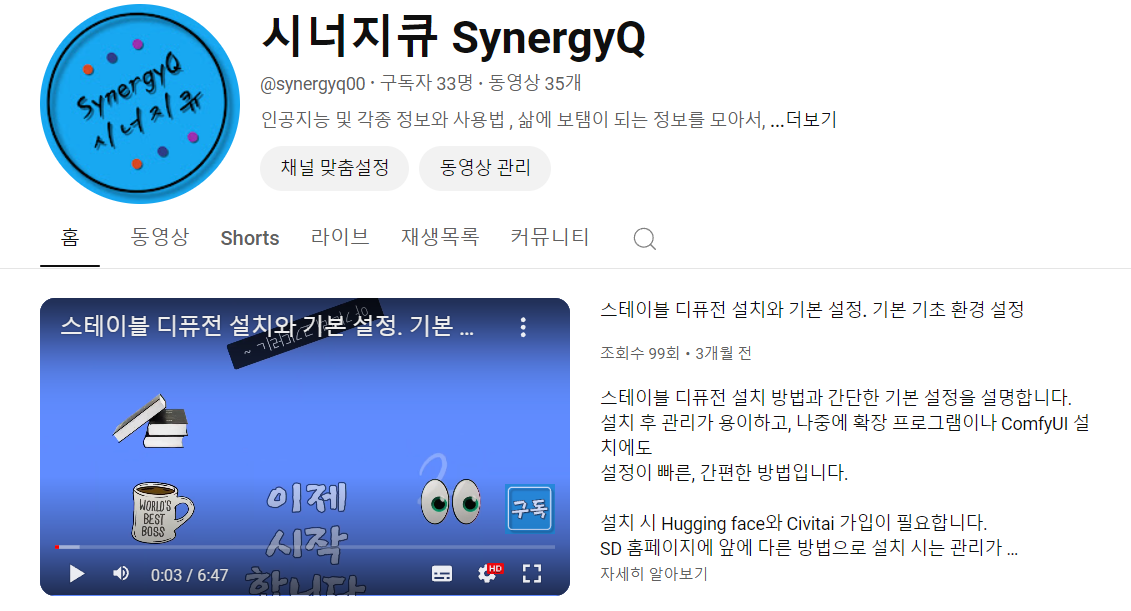 SynergyQ
시너지큐
시너지큐 SynergyQ
@synergyq00 · 구독자 33명 · 동영상 35개
인공지능 및 각종 정보와 사용법 , 삶에 보탬이 되는 정보를 모아서, ...더보기
채널 맞춤설정
동영상 관리
홈
동영상
Shorts
라이브
재생목록
커뮤니티
스테이블 디퓨전 설치와 기본 설정. 기본 ...
WORLD'S
BEST
BOSS
이제
시작
합니다
구독
0:03 / 6:47
HD
스테이블 디퓨전 설치와 기본 설정. 기본 기초 환경 설정
조회수 99회 • 3개월 전
스테이블 디퓨전 설치 방법과 간단한 기본 설정을 설명합니다.
설치 후 관리가 용이하고, 나중에 확장 프로그램이나 ComfyUI 설
치에도
설정이 빠른, 간편한 방법입니다.
설치 시 Hugging face와 Civitai 가입이 필요합니다.
SD 홈페이지에 앞에 다른 방법으로 설치 시는 관리가 ...
자세히 알아보기